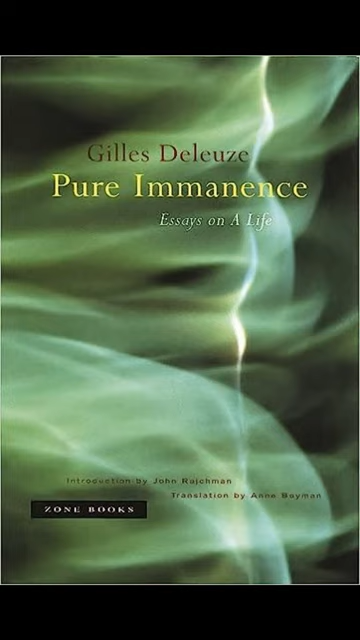 Gilles Deleuze
Pure Immanence
Essays on A Life
Introduction by John Rajchman
Translation by Anne Boyman
ZONE BOOKS